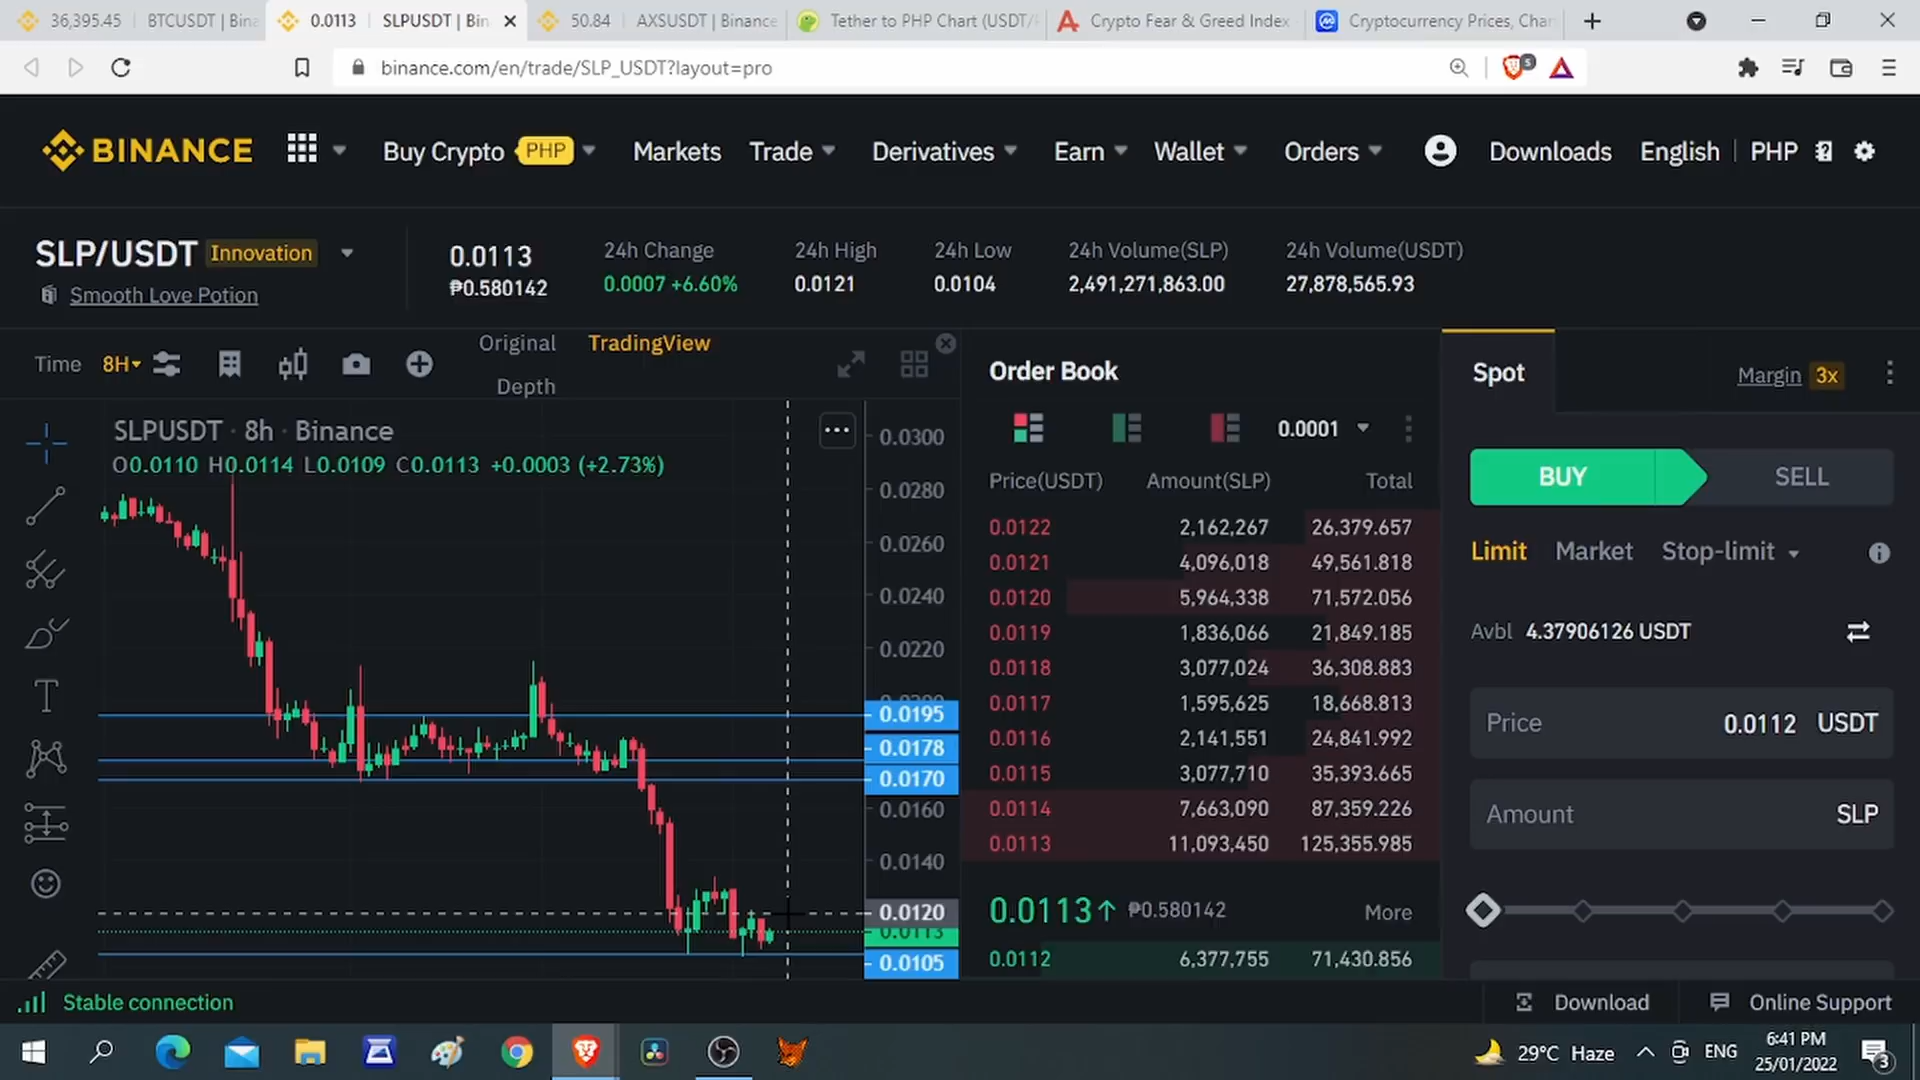 36,395.45 BTCUSDT | Bin
0.0113 SLPUSDT | Bin
50.84 AXSUSDT | Binance
Tether to PHP Chart (USDT/
Crypto Fear & Greed Index
Cryptocurrency Prices, Char
binance.com/en/trade/SLP_USDT?layout=pro
5
BINANCE
Buy Crypto PHP
Markets
Trade
Derivatives
Earn
Wallet
Orders
Downloads
English
PHP
SLP/USDT Innovation
Smooth Love Potion
0.0113
₱0.580142
24h Change
0.0007 +6.60%
24h High
0.0121
24h Low
0.0104
24h Volume(SLP)
2,491,271,863.00
24h Volume(USDT)
27,878,565.93
Time 8H
Original TradingView
Depth
SLPUSDT · 8h · Binance
O0.0110 H0.0114 L0.0109 C0.0113 +0.0003 (+2.73%)
0.0300
0.0280
0.0260
0.0240
0.0220
0.0195
0.0178
0.0170
0.0160
0.0140
0.0120
0.0113
0.0105
Order Book
0.0001
Price(USDT) Amount(SLP) Total
0.0122 2,162,267 26,379.657
0.0121 4,096,018 49,561.818
0.0120 5,964,338 71,572.056
0.0119 1,836,066 21,849.185
0.0118 3,077,024 36,308.883
0.0117 1,595,625 18,668.813
0.0116 2,141,551 24,841.992
0.0115 3,077,710 35,393.665
0.0114 7,663,090 87,359.226
0.0113 11,093,450 125,355.985
0.0113↑ ₱0.580142 More
0.0112 6,377,755 71,430.856
Spot
Margin 3x
BUY SELL
Limit Market Stop-limit
Avbl 4.37906126 USDT
Price 0.0112 USDT
Amount SLP
Stable connection
Download
Online Support
29°C Haze
ENG
6:41 PM
25/01/2022
3